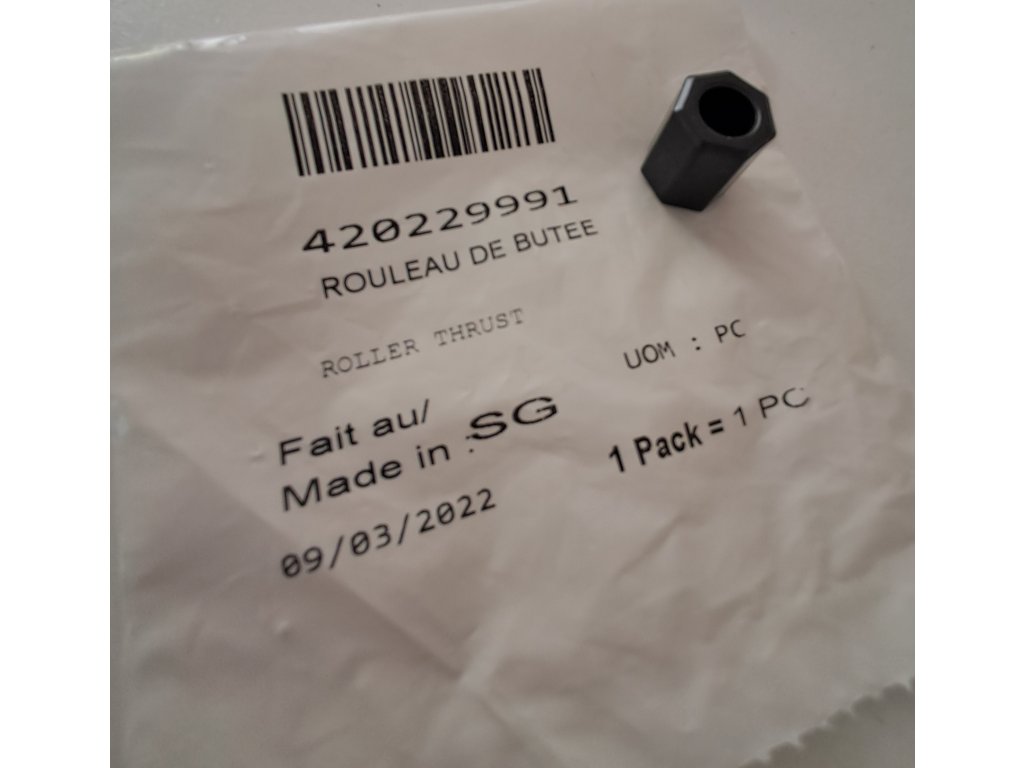 420229991
ROULEAU DE BUTEE
ROLLER THRUST
UOM : PC
Fait au/
Made in : SG
1 Pack = 1 PC
09/03/2022